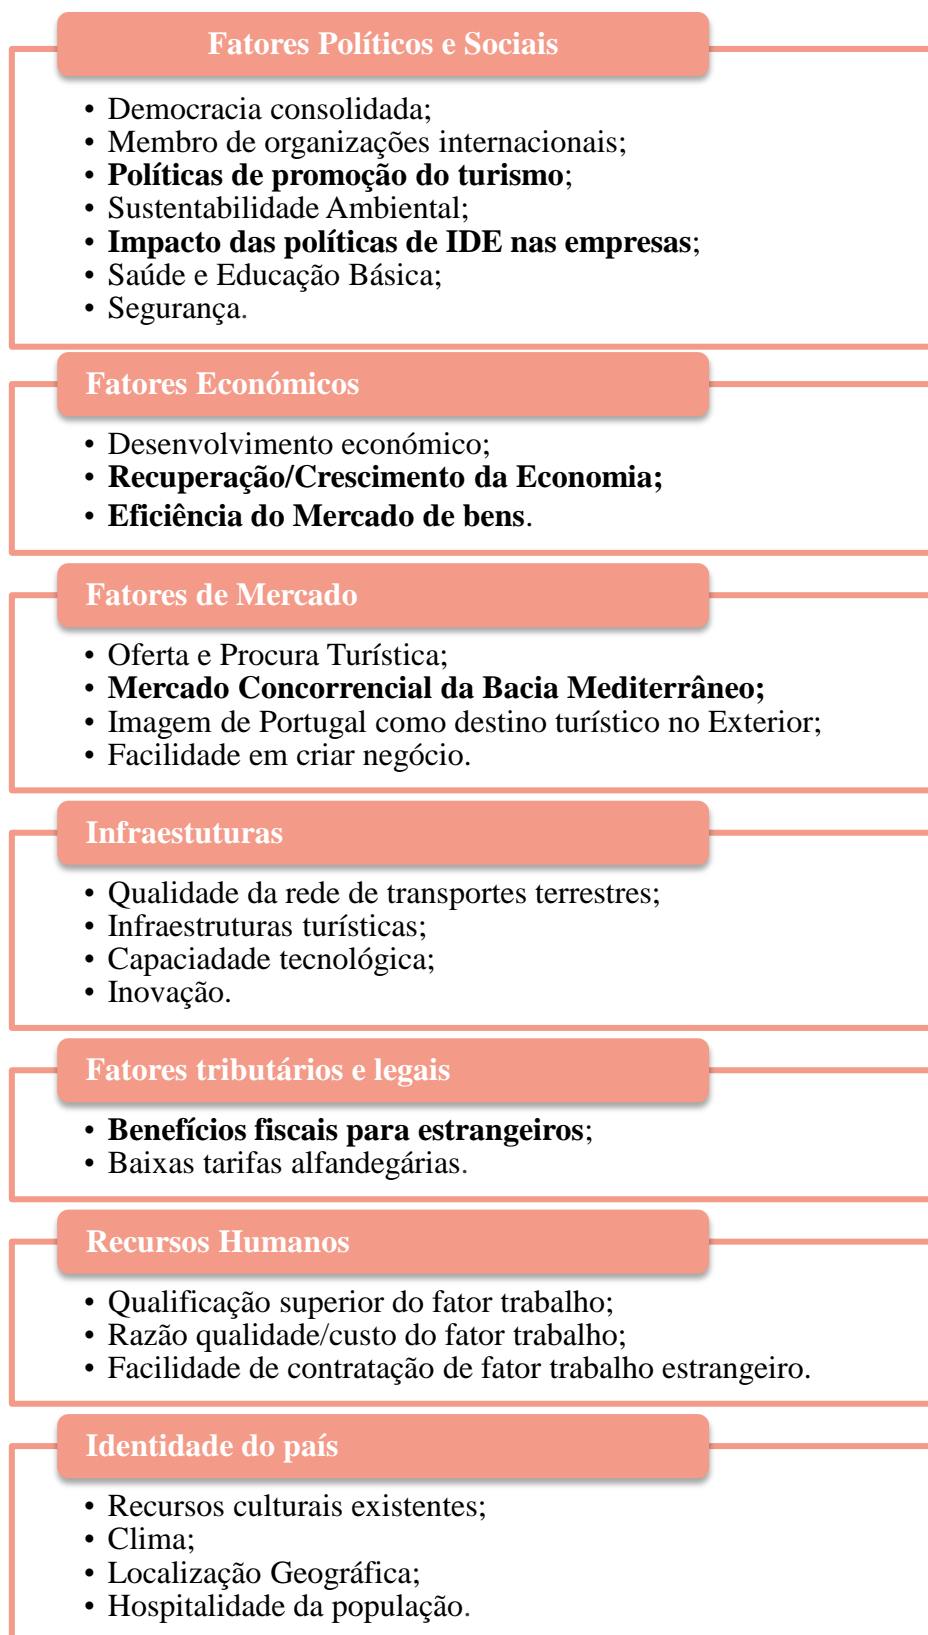 Fatores Políticos e Sociais
• Democracia consolidada;
• Membro de organizações internacionais;
• Políticas de promoção do turismo;
• Sustentabilidade Ambiental;
• Impacto das políticas de IDE nas empresas;
• Saúde e Educação Básica;
• Segurança.
Fatores Económicos
• Desenvolvimento económico;
• Recuperação/Crescimento da Economia;
• Eficiência do Mercado de bens.
Fatores de Mercado
• Oferta e Procura Turística;
• Mercado Concorrencial da Bacia Mediterrâneo;
• Imagem de Portugal como destino turístico no Exterior;
• Facilidade em criar negócio.
Infraestuturas
• Qualidade da rede de transportes terrestres;
• Infraestruturas turísticas;
• Capaciadade tecnológica;
• Inovação.
Fatores tributários e legais
• Benefícios fiscais para estrangeiros;
• Baixas tarifas alfandegárias.
Recursos Humanos
• Qualificação superior do fator trabalho;
• Razão qualidade/custo do fator trabalho;
• Facilidade de contratação de fator trabalho estrangeiro.
Identidade do país
• Recursos culturais existentes;
• Clima;
• Localização Geográfica;
• Hospitalidade da população.